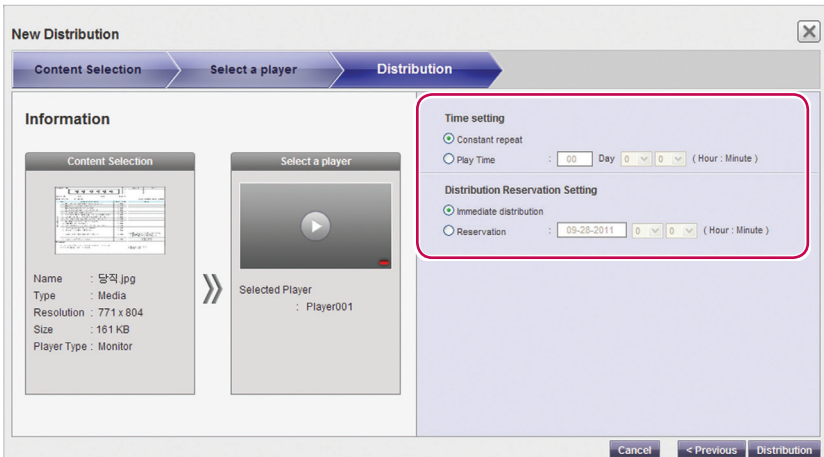 New Distribution
Content Selection
Select a player
Distribution
Information
Content Selection
Name : 당직.jpg
Type : Media
Resolution : 771 x 804
Size : 161 KB
Player Type : Monitor
Select a player
Selected Player
: Player001
Time setting
Constant repeat
Play Time : 00 Day 0 0 ( Hour : Minute )
Distribution Reservation Setting
Immediate distribution
Reservation : 09-28-2011 0 0 ( Hour : Minute )
Cancel
< Previous
Distribution